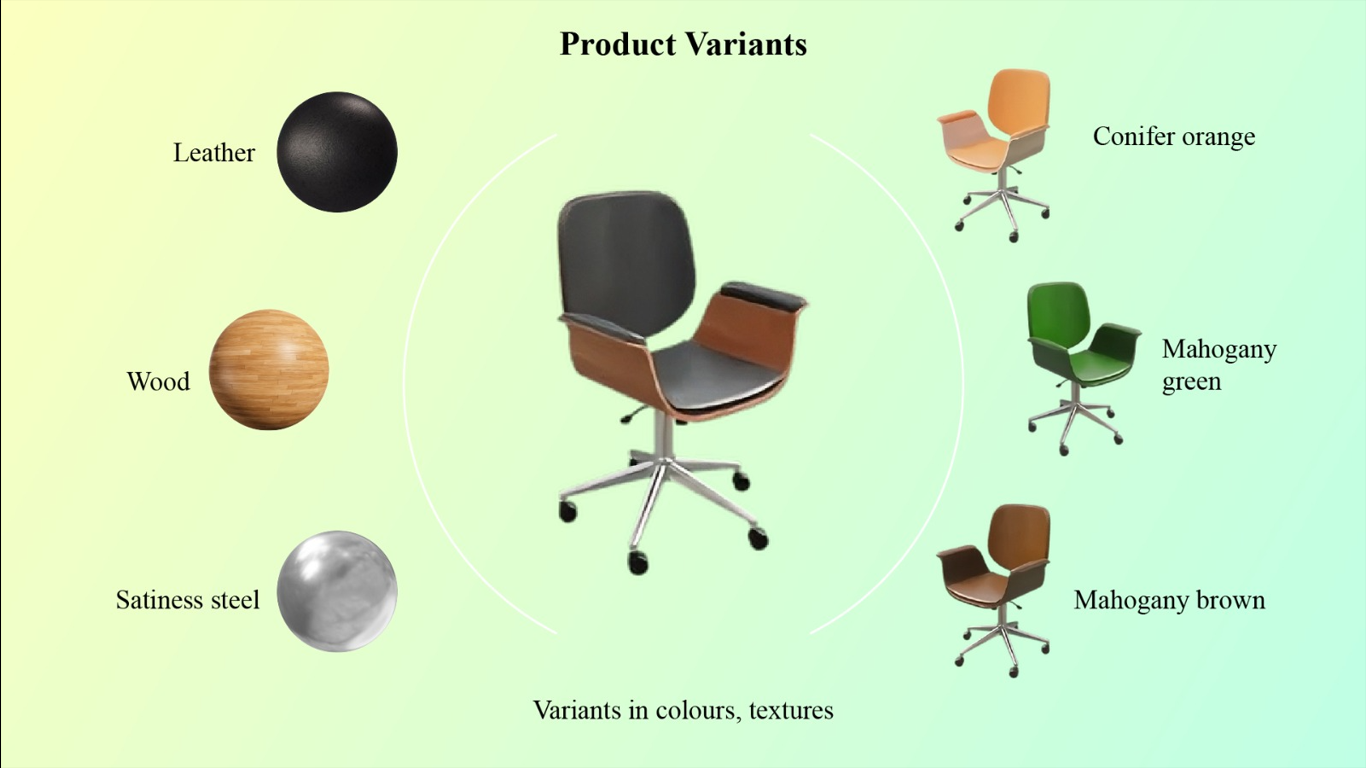 Product Variants
Leather
Conifer orange
Wood
Mahogany
green
Satiness steel
Mahogany brown
Variants in colours, textures